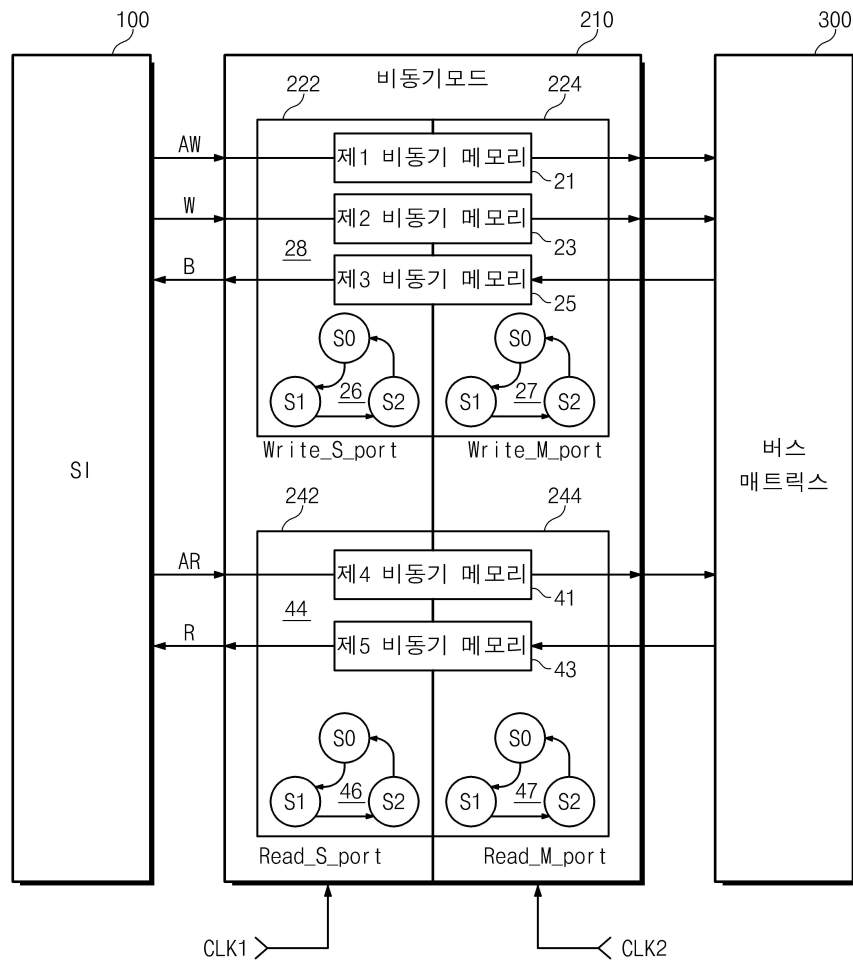 100
210
300
비동기모드
222
224
AW
제1 비동기 메모리
21
W
제2 비동기 메모리
23
28
B
제3 비동기 메모리
25
S0
S0
S1
26
S2
S1
27
S2
Write_S_port
Write_M_port
SI
버스
매트릭스
242
244
AR
제4 비동기 메모리
41
44
R
제5 비동기 메모리
43
S0
S0
S1
46
S2
S1
47
S2
Read_S_port
Read_M_port
CLK1
CLK2